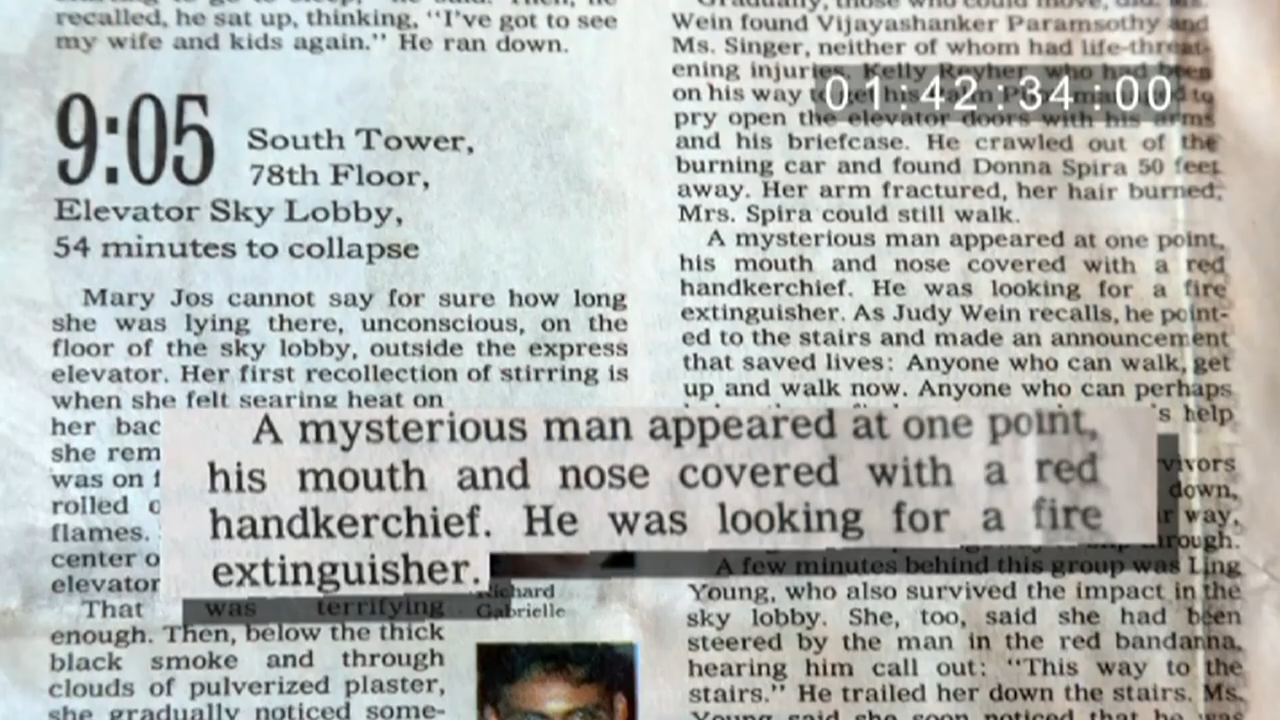 recalled, he sat up, thinking, "I've got to see
my wife and kids again." He ran down.
9:05 South Tower,
78th Floor,
Elevator Sky Lobby,
54 minutes to collapse
Mary Jos cannot say for sure how long
she was lying there, unconscious, on the
floor of the sky lobby, outside the express
elevator. Her first recollection of stirring is
when she felt searing heat on
her bac
she rem
was on f
rolled o
flames.
center o
elevator
That was terrifying
enough. Then, below the thick
black smoke and through
clouds of pulverized plaster,
she gradually noticed some-
Richard
Gabrielle
Wein found Vijayashanker Paramsothy and
Ms. Singer, neither of whom had life-threat-
ening injuries. Kelly Reyher, who had been
on his way to get his Palm to
pry open the elevator doors with his arms
and his briefcase. He crawled out of the
burning car and found Donna Spira 50 feet
away. Her arm fractured, her hair burned,
Mrs. Spira could still walk.
A mysterious man appeared at one point,
his mouth and nose covered with a red
handkerchief. He was looking for a fire
extinguisher. As Judy Wein recalls, he point-
ed to the stairs and made an announcement
that saved lives: Anyone who can walk, get
up and walk now. Anyone who can perhaps
help
down,
way,
A few minutes behind this group was Ling
Young, who also survived the impact in the
sky lobby. She, too, said she had been
steered by the man in the red bandanna,
hearing him call out: "This way to the
stairs." He trailed her down the stairs. Ms.
Young said she soon noticed that he was
01:42:34:00
A mysterious man appeared at one point,
his mouth and nose covered with a red
handkerchief. He was looking for a fire
extinguisher.